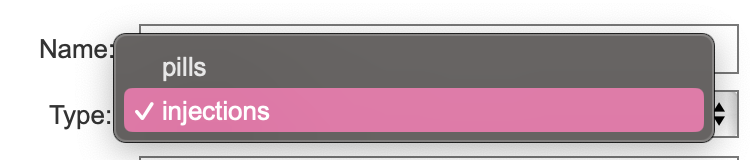 Name:
pills
Type:
✓ injections